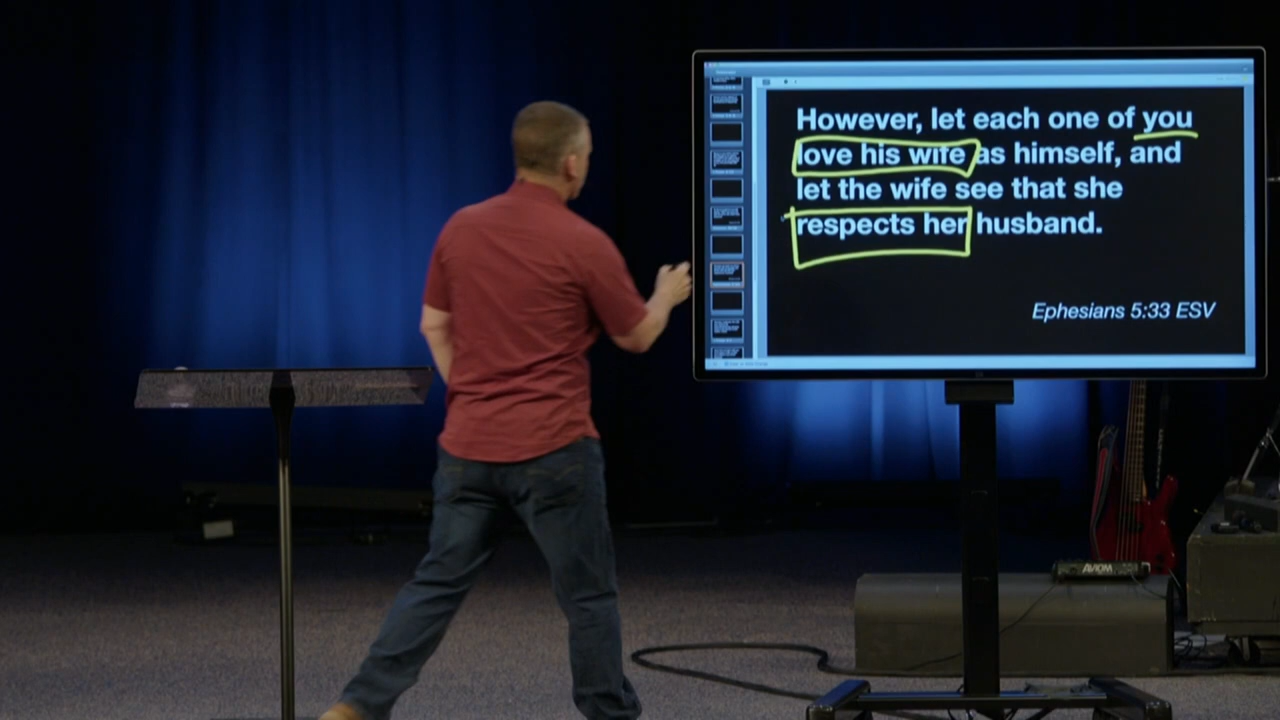 However, let each one of you
love his wife as himself, and
let the wife see that she
respects her husband.
Ephesians 5:33 ESV
AVIOM